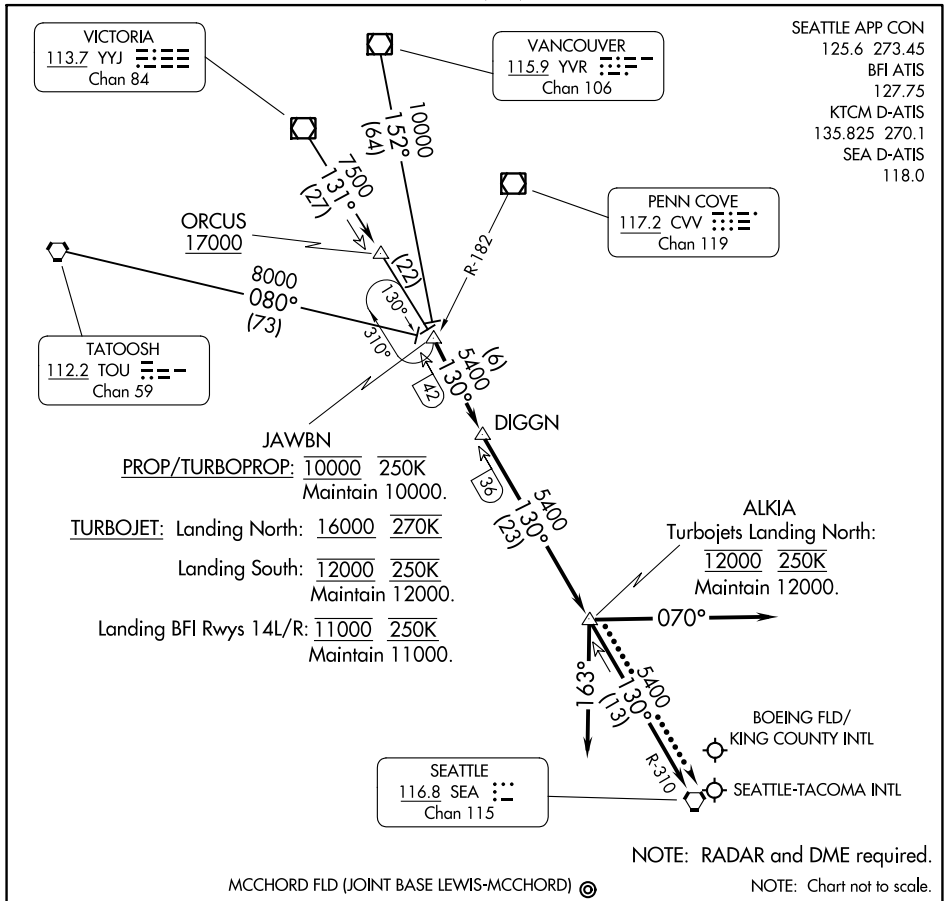 VICTORIA
113.7 YYJ
Chan 84
VANCOUVER
115.9 YVR
Chan 106
SEATTLE APP CON
125.6 273.45
BFI ATIS
127.75
KTCM D-ATIS
135.825 270.1
SEA D-ATIS
118.0
10000
152°
(64)
7500
131°
(27)
PENN COVE
117.2 CVV
Chan 119
R-182
ORCUS
17000
(22)
8000
080°
(73)
130°
310°
TATOOSH
112.2 TOU
Chan 59
(6)
5400
130°
42
DIGGN
36
JAWBN
PROP/TURBOPROP: 10000 250K
Maintain 10000.
TURBOJET: Landing North: 16000 270K
Landing South: 12000 250K
Maintain 12000.
Landing BFI Rwys 14L/R: 11000 250K
Maintain 11000.
5400
130°
(23)
ALKIA
Turbojets Landing North:
12000 250K
Maintain 12000.
070°
163°
5400
130°
(13)
R-310
BOEING FLD/
KING COUNTY INTL
SEATTLE
116.8 SEA
Chan 115
SEATTLE-TACOMA INTL
NOTE: RADAR and DME required.
MCCHORD FLD (JOINT BASE LEWIS-MCCHORD)
NOTE: Chart not to scale.